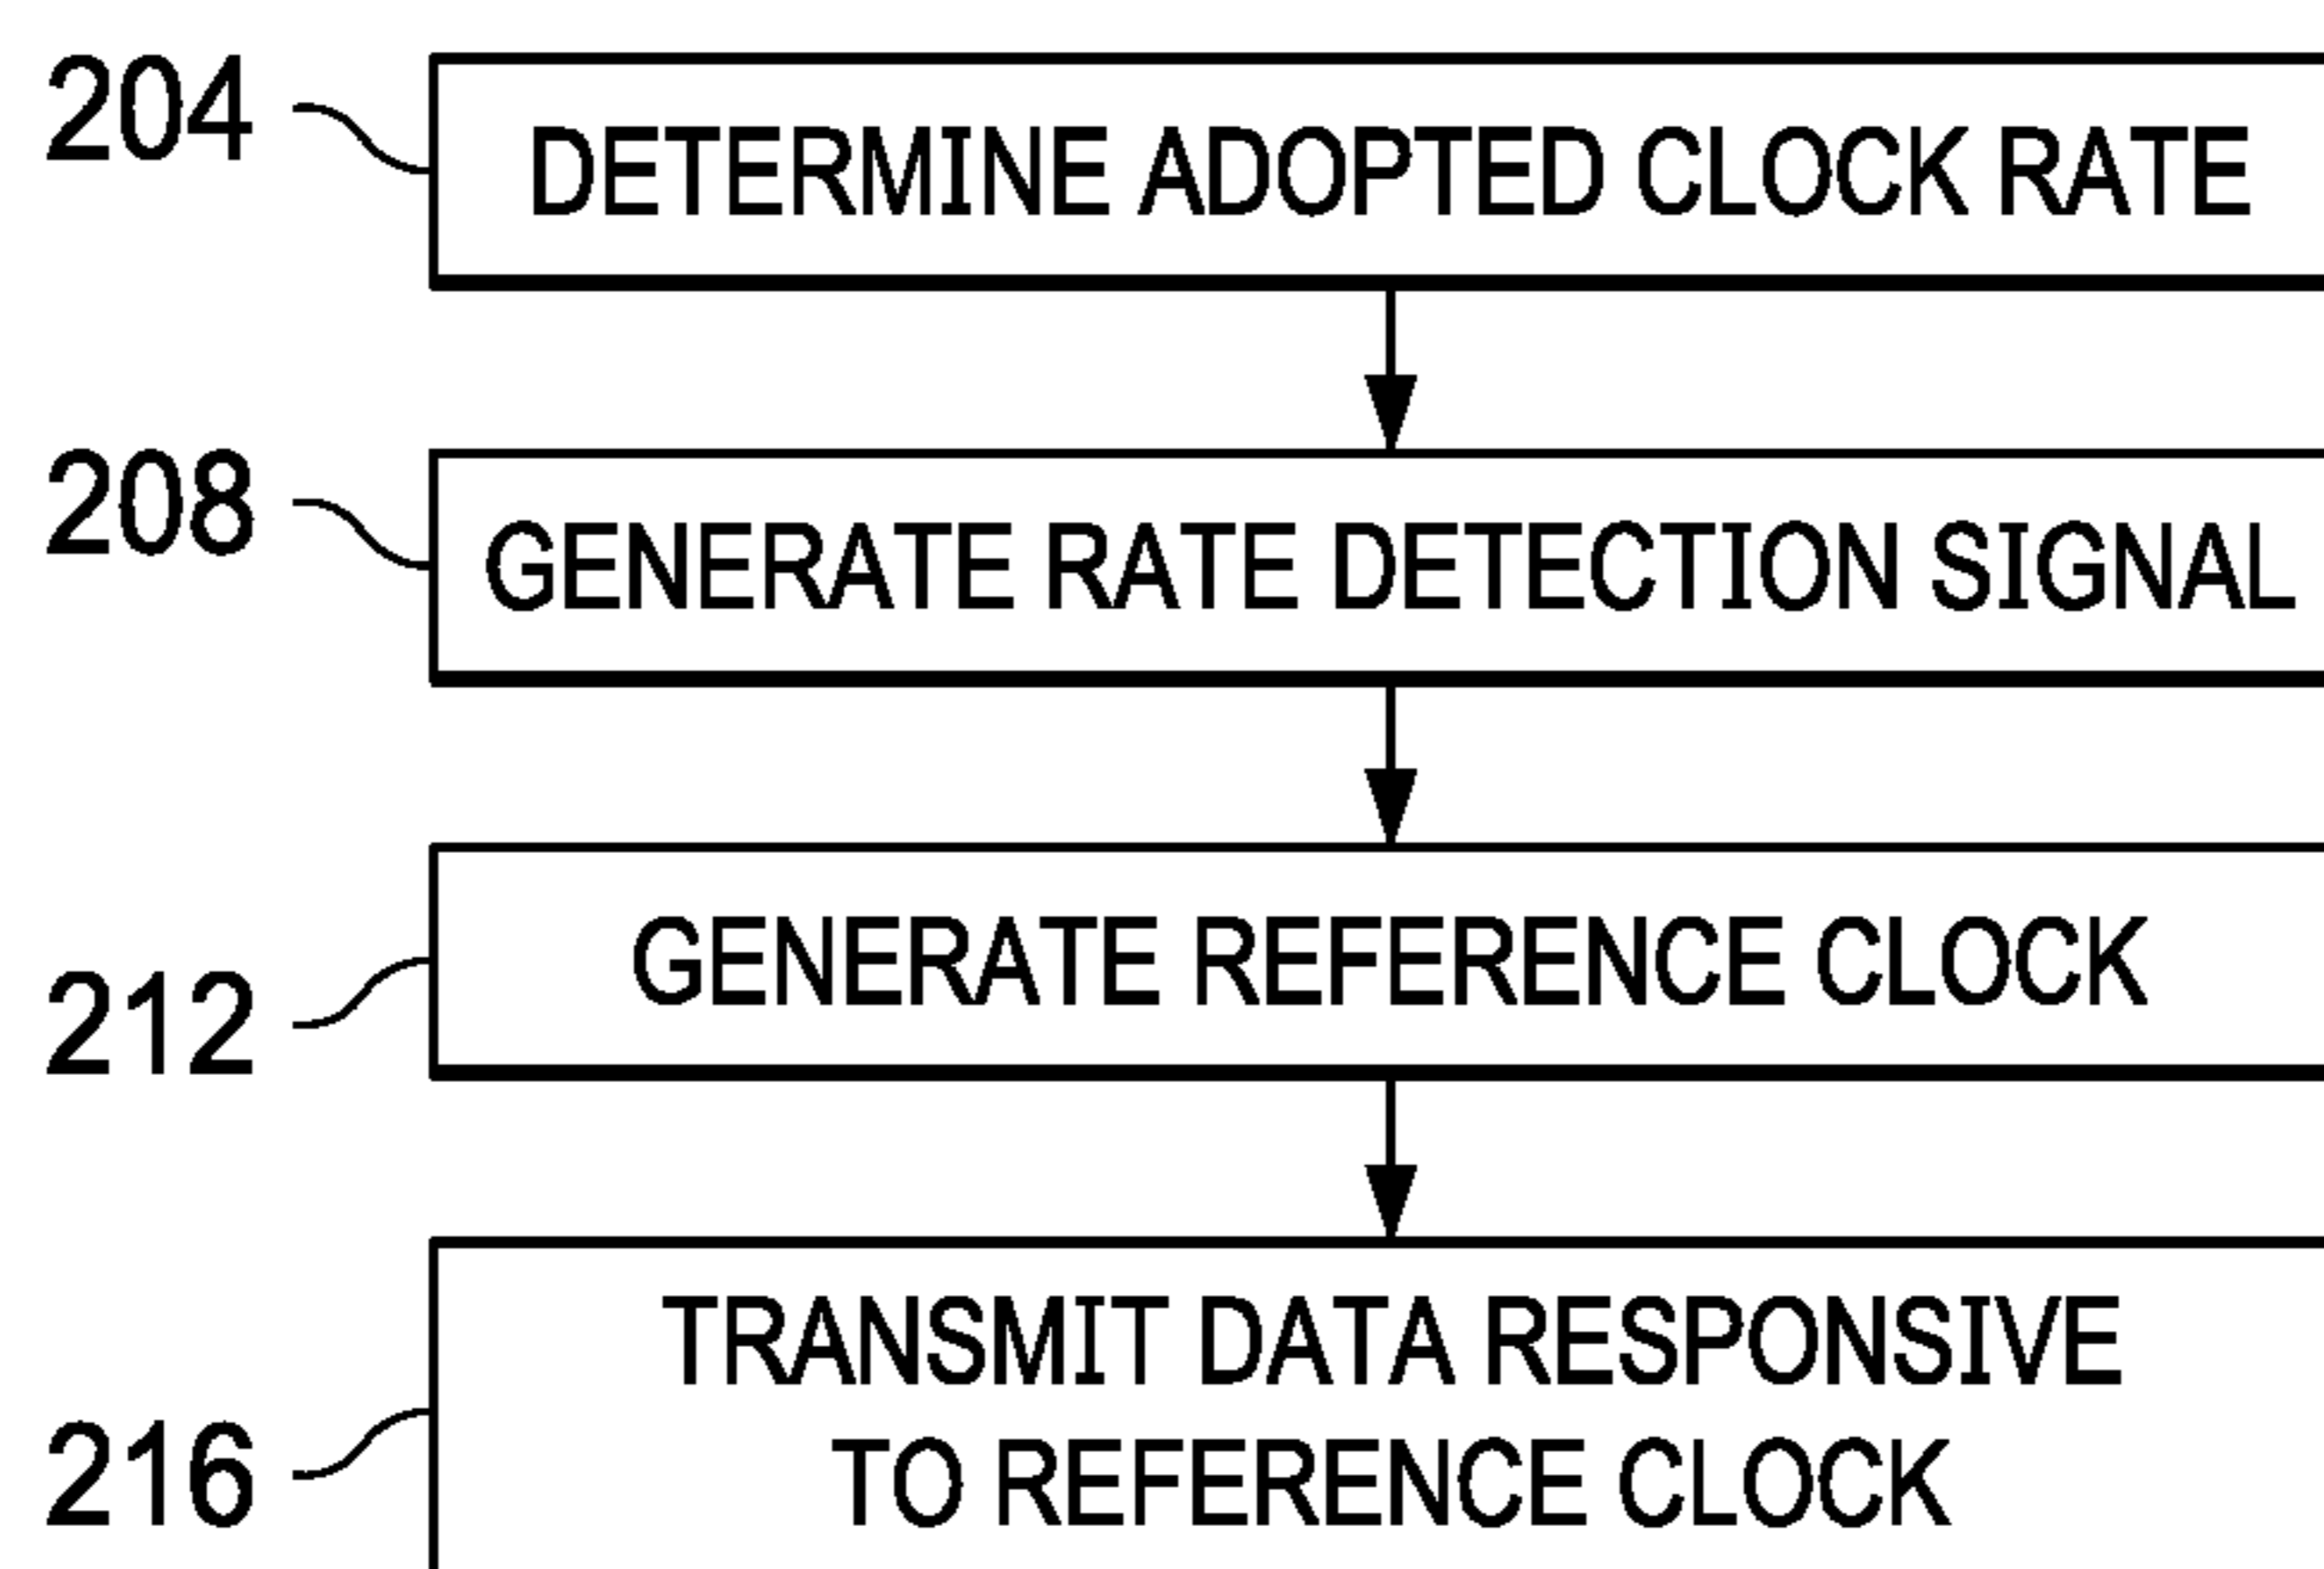 204
DETERMINE ADOPTED CLOCK RATE
208
GENERATE RATE DETECTION SIGNAL
212
GENERATE REFERENCE CLOCK
216
TRANSMIT DATA RESPONSIVE
TO REFERENCE CLOCK